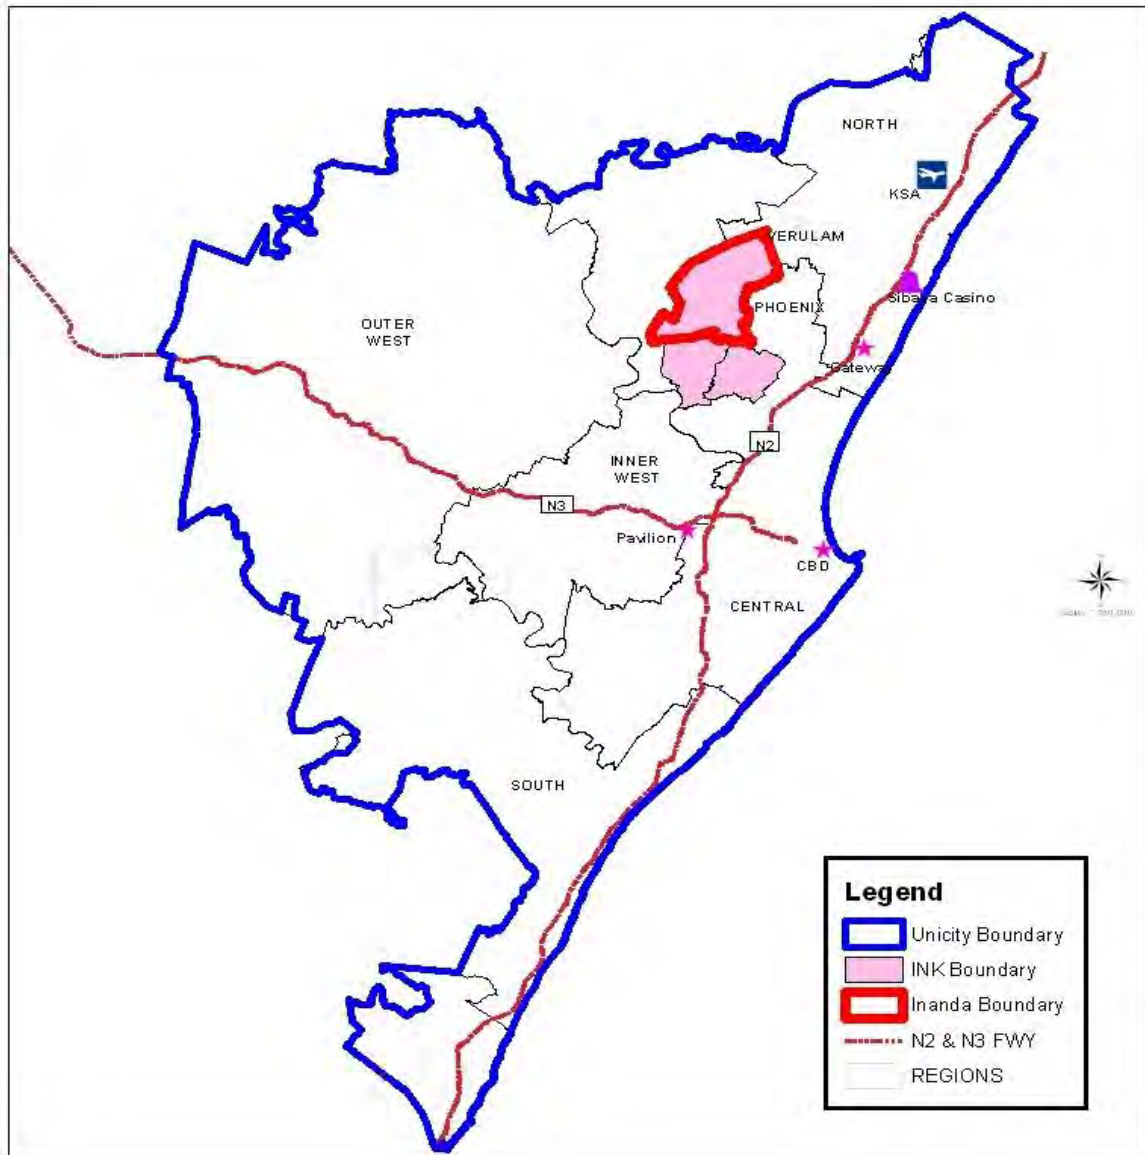 NORTH
KSA
VERULAM
PHOENIX
Sibaya Casino
Gateway
OUTER
WEST
N2
INNER
WEST
N3
Pavilion
CBD
CENTRAL
SOUTH
Legend
Unicity Boundary
INK Boundary
Inanda Boundary
N2 & N3 FWY
REGIONS